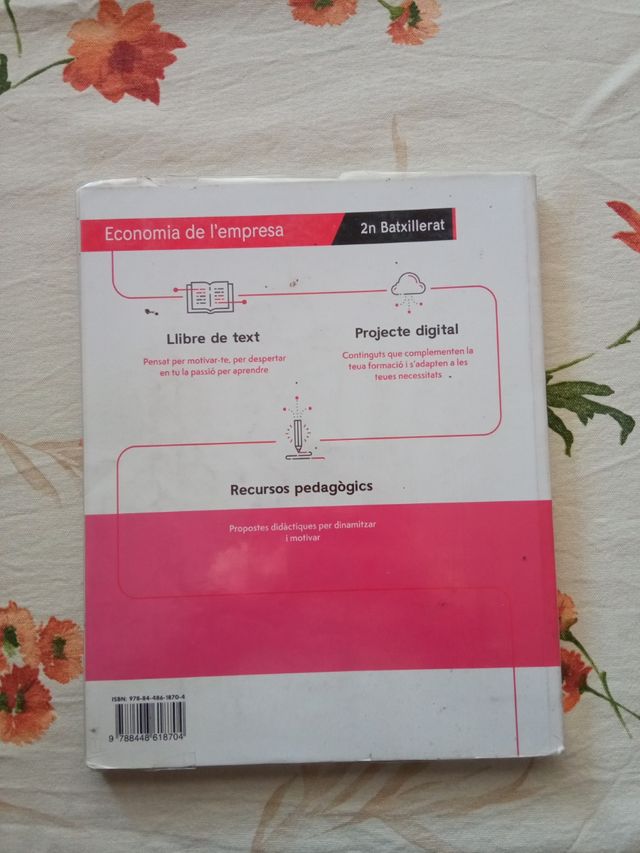 Economia de l'empresa
2n Batxillerat
Llibre de text
Pensat per motivar-te, per despertar
en tu la passió per aprendre
Projecte digital
Continguts que complementen la
teua formació i s'adapten a les
teues necessitats
Recursos pedagògics
Propostes didàctiques per dinamitzar
i motivar
ISBN: 978-84-486-1870-4
9 788448 618704